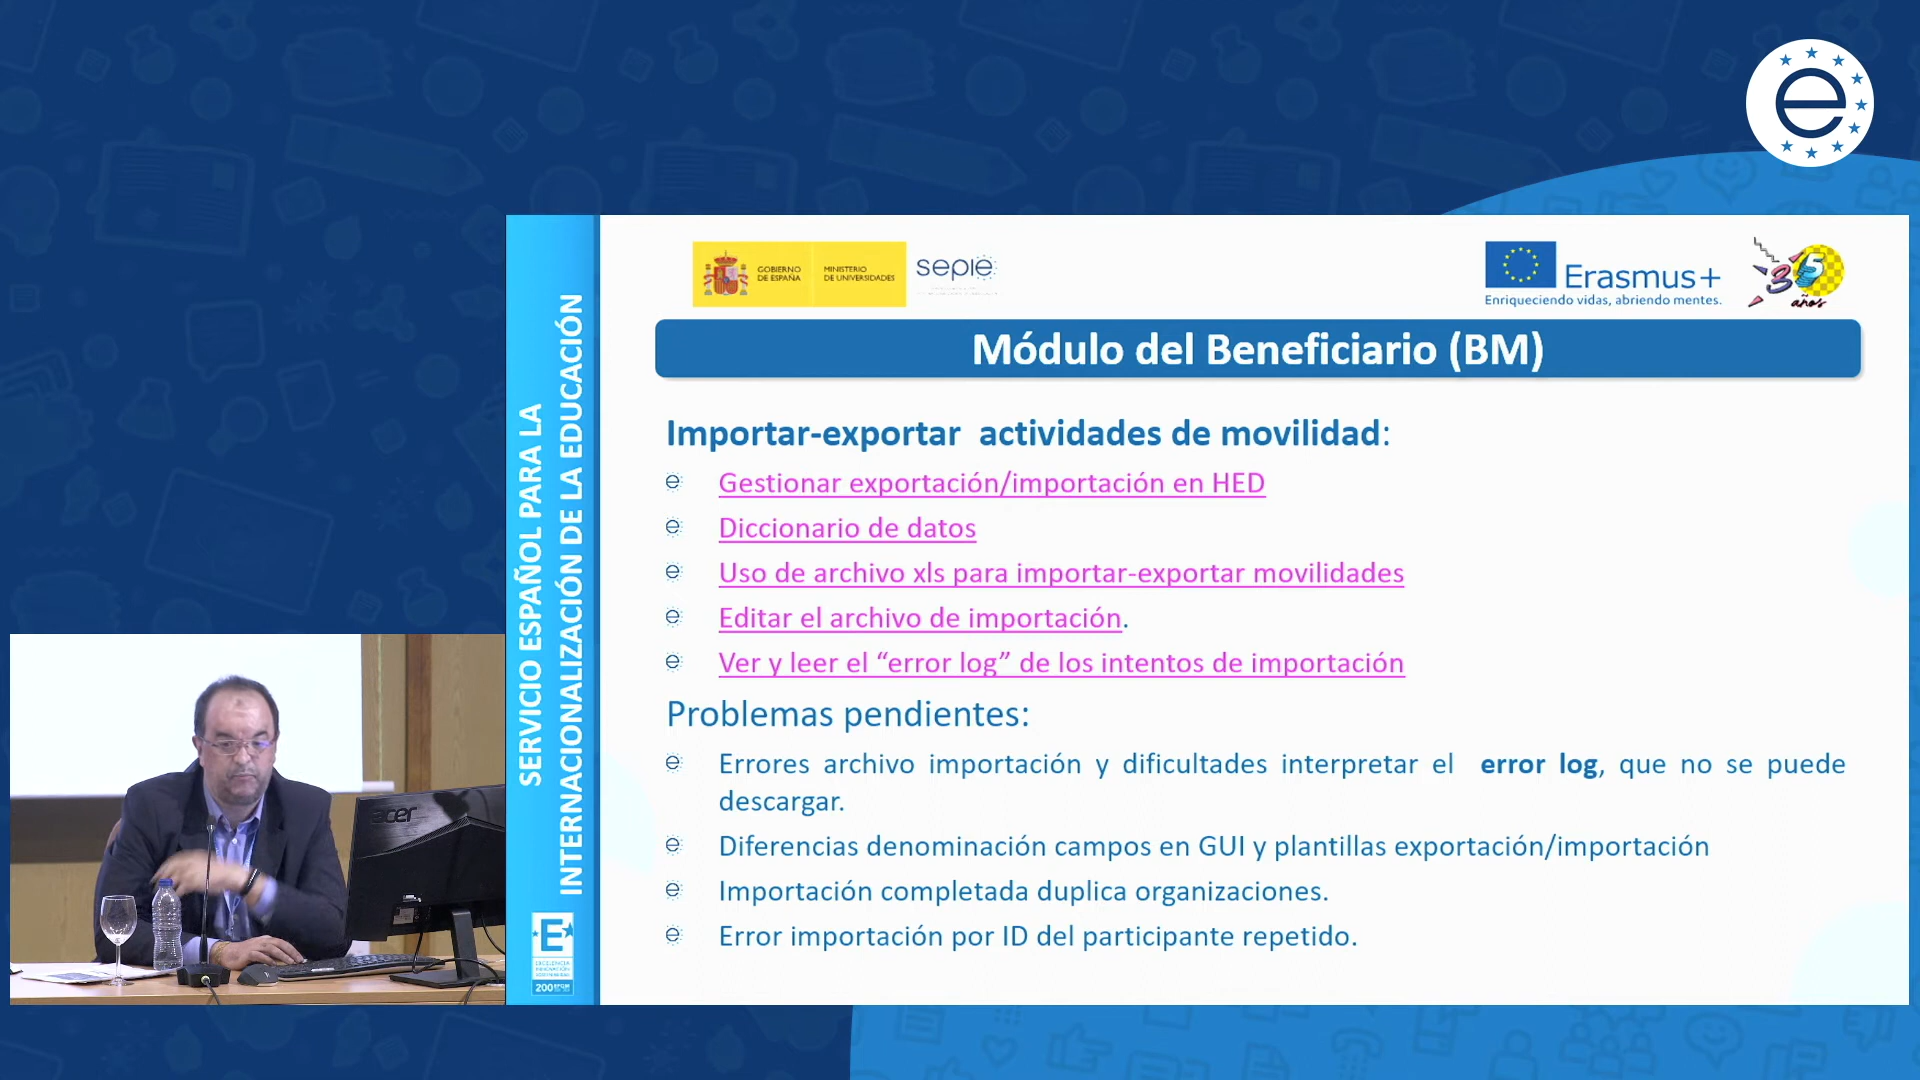 GOBIERNO
DE ESPAÑA
MINISTERIO
DE UNIVERSIDADES
sepie
Erasmus+
Enriqueciendo vidas, abriendo mentes.
35
años
SERVICIO ESPAÑOL PARA LA
INTERNACIONALIZACIÓN DE LA EDUCACIÓN
Módulo del Beneficiario (BM)
Importar-exportar actividades de movilidad:
Gestionar exportación/importación en HED
Diccionario de datos
Uso de archivo xls para importar-exportar movilidades
Editar el archivo de importación.
Ver y leer el “error log” de los intentos de importación
Problemas pendientes:
Errores archivo importación y dificultades interpretar el error log, que no se puede
descargar.
Diferencias denominación campos en GUI y plantillas exportación/importación
Importación completada duplica organizaciones.
Error importación por ID del participante repetido.
acer
200